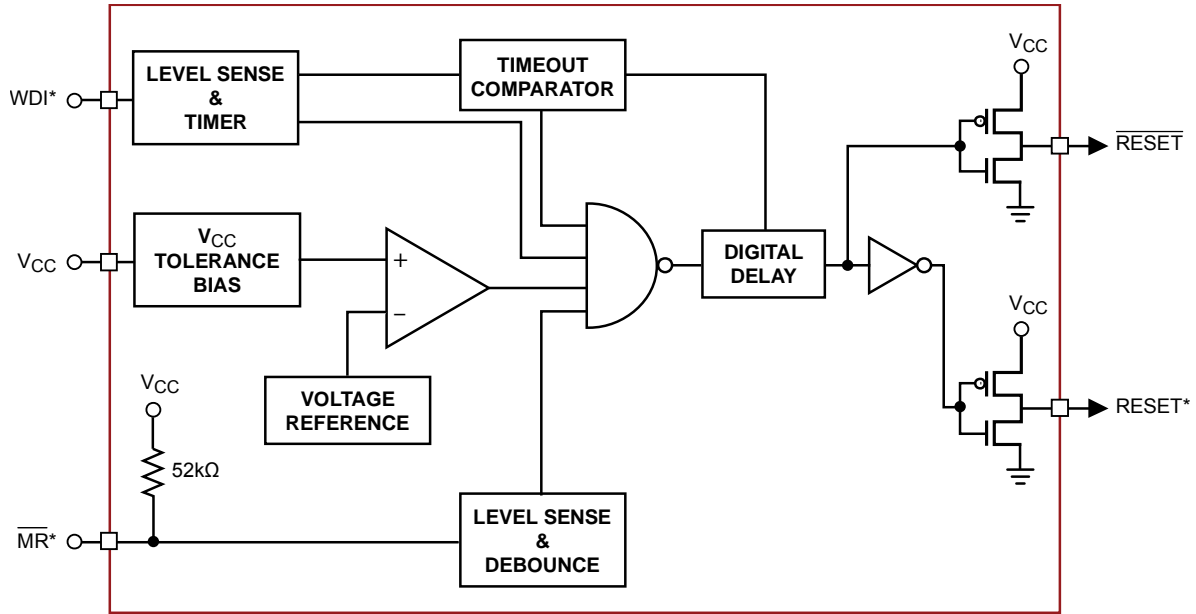 WDI*
LEVEL SENSE
&
TIMER
TIMEOUT
COMPARATOR
VCC
RESET
VCC
VCC
TOLERANCE
BIAS
+
−
DIGITAL
DELAY
VOLTAGE
REFERENCE
VCC
RESET*
VCC
52kΩ
MR*
LEVEL SENSE
&
DEBOUNCE